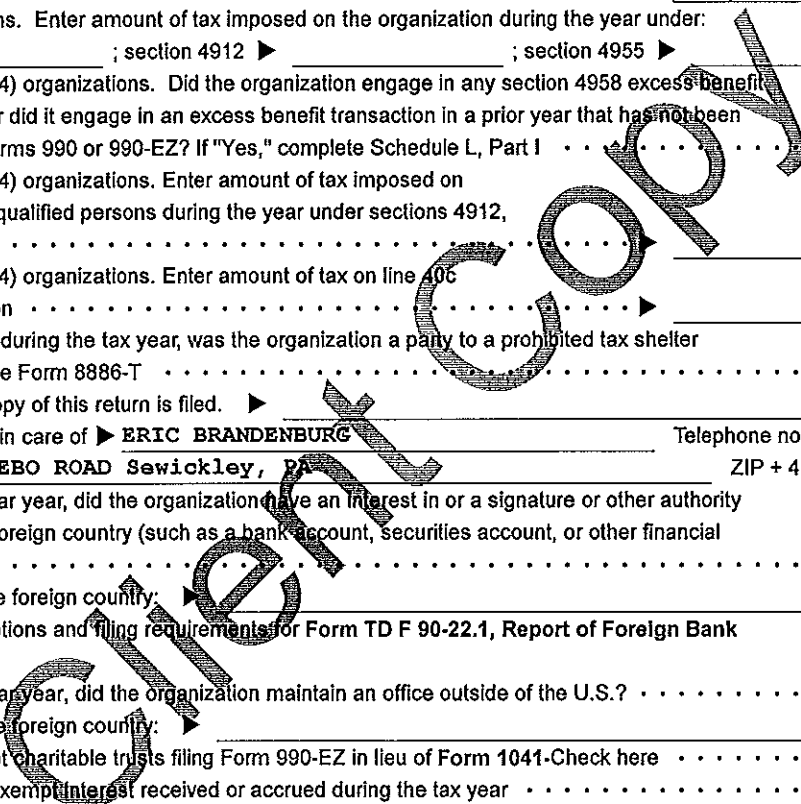 ns. Enter amount of tax imposed on the organization during the year under:
; section 4912 ▶ ; section 4955 ▶
4) organizations. Did the organization engage in any section 4958 excess benefit
r did it engage in an excess benefit transaction in a prior year that has not been
rms 990 or 990-EZ? If "Yes," complete Schedule L, Part I
4) organizations. Enter amount of tax imposed on
qualified persons during the year under sections 4912,
▶
4) organizations. Enter amount of tax on line 40c
n ▶
during the tax year, was the organization a party to a prohibited tax shelter
e Form 8886-T
opy of this return is filed. ▶
in care of ▶ ERIC BRANDENBURG Telephone no
EBO ROAD Sewickley, PA ZIP + 4
ar year, did the organization have an interest in or a signature or other authority
oreign country (such as a bank account, securities account, or other financial
e foreign country: ▶
tions and filing requirements for Form TD F 90-22.1, Report of Foreign Bank
ar year, did the organization maintain an office outside of the U.S.?
e foreign country: ▶
t charitable trusts filing Form 990-EZ in lieu of Form 1041-Check here
exempt interest received or accrued during the tax year
Client Copy